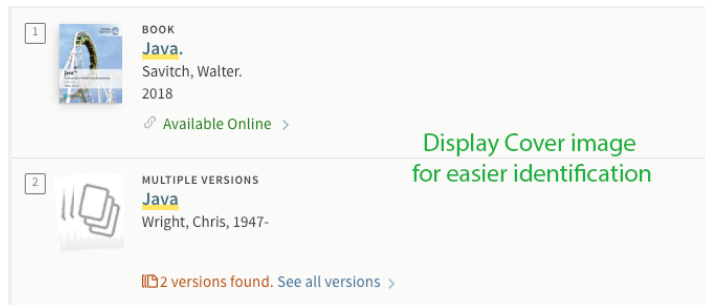 1
BOOK
Java.
Savitch, Walter.
2018
Available Online
Display Cover image
for easier identification
2
MULTIPLE VERSIONS
Java
Wright, Chris, 1947-
2 versions found. See all versions